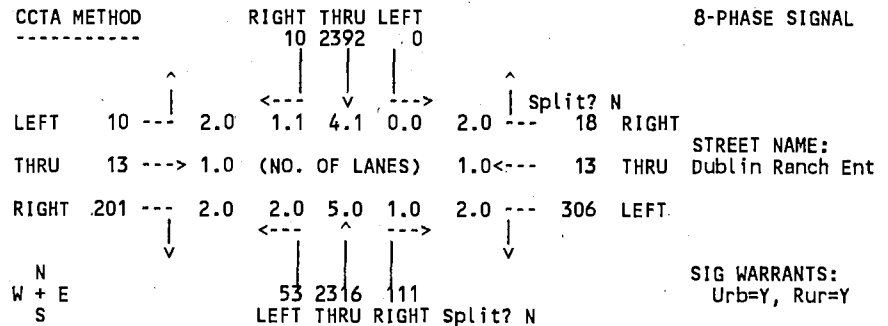 CCTA METHOD RIGHT THRU LEFT 8-PHASE SIGNAL
----------- 10 2392 0
^ ^
<--- v ---> Split? N
LEFT 10 --- 2.0 1.1 4.1 0.0 2.0 --- 18 RIGHT
STREET NAME:
THRU 13 ---> 1.0 (NO. OF LANES) 1.0<--- 13 THRU Dublin Ranch Ent
RIGHT 201 --- 2.0 2.0 5.0 1.0 2.0 --- 306 LEFT
<--- ^ --->
v v
N SIG WARRANTS:
W + E 53 2316 111 Urb=Y, Rur=Y
S LEFT THRU RIGHT Split? N